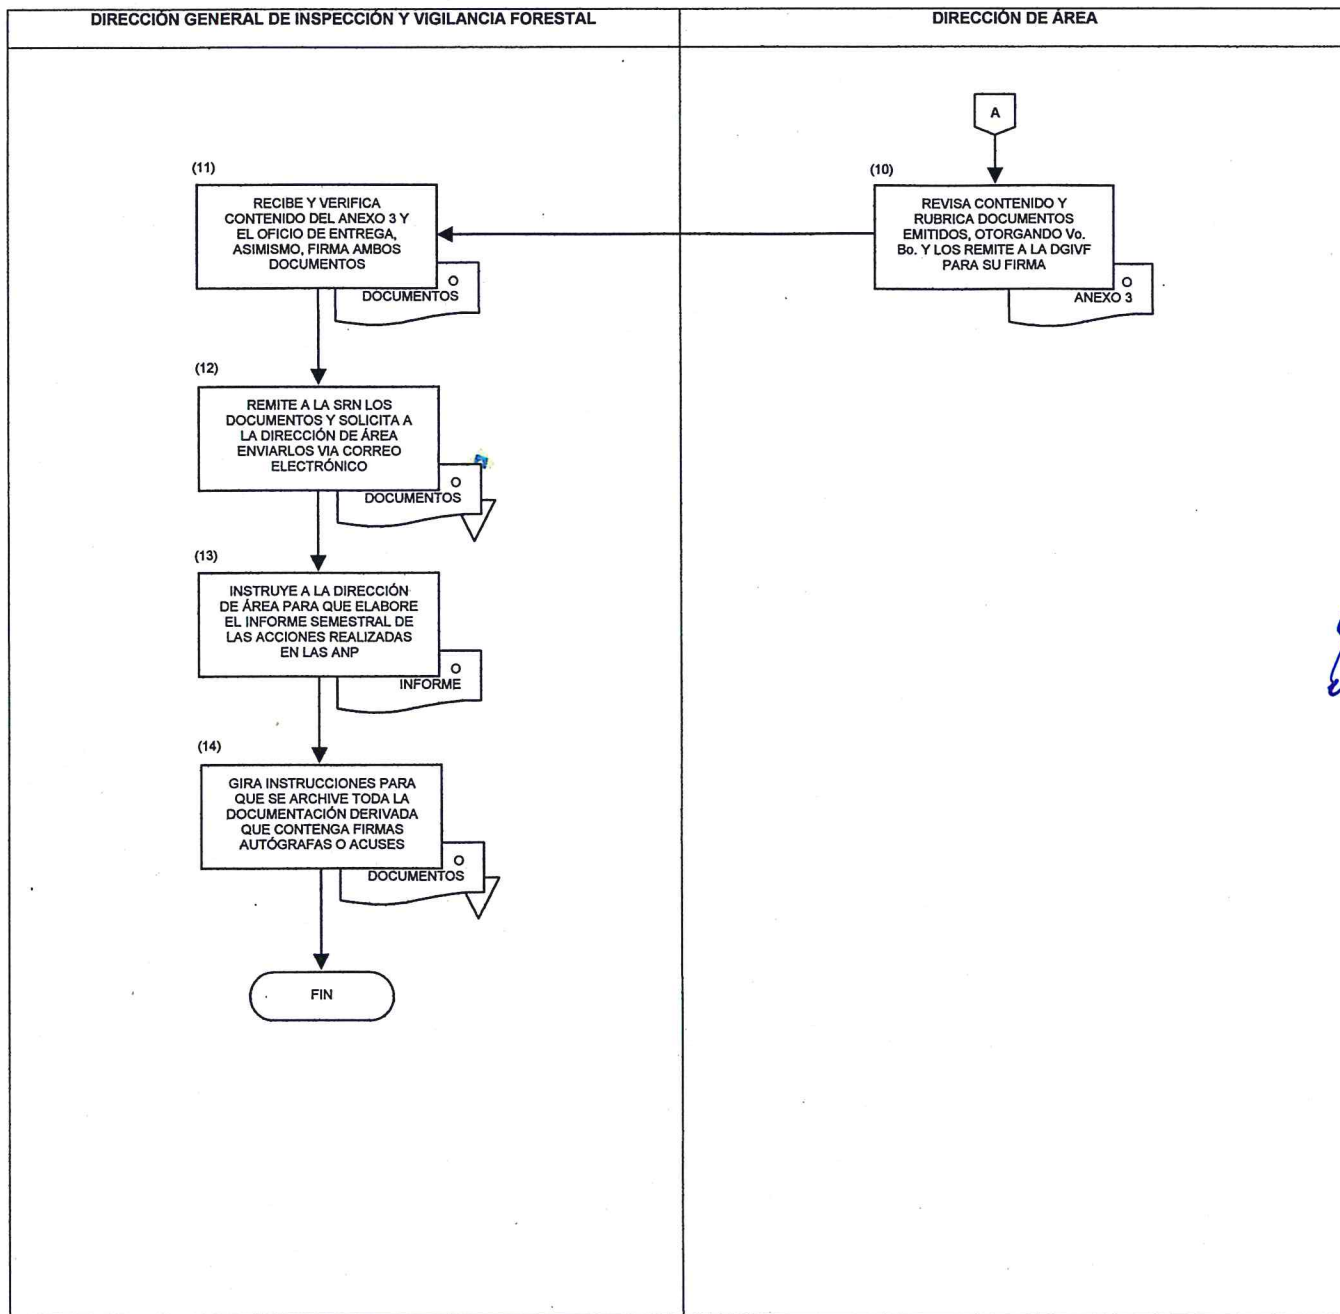 DIRECCIÓN GENERAL DE INSPECCIÓN Y VIGILANCIA FORESTAL
DIRECCIÓN DE ÁREA
A
(10)
REVISA CONTENIDO Y
RUBRICA DOCUMENTOS
EMITIDOS, OTORGANDO Vo.
Bo. Y LOS REMITE A LA DGIVF
PARA SU FIRMA
O
ANEXO 3
(11)
RECIBE Y VERIFICA
CONTENIDO DEL ANEXO 3 Y
EL OFICIO DE ENTREGA,
ASIMISMO, FIRMA AMBOS
DOCUMENTOS
O
DOCUMENTOS
(12)
REMITE A LA SRN LOS
DOCUMENTOS Y SOLICITA A
LA DIRECCIÓN DE ÁREA
ENVIARLOS VIA CORREO
ELECTRÓNICO
O
DOCUMENTOS
(13)
INSTRUYE A LA DIRECCIÓN
DE ÁREA PARA QUE ELABORE
EL INFORME SEMESTRAL DE
LAS ACCIONES REALIZADAS
EN LAS ANP
O
INFORME
(14)
GIRA INSTRUCCIONES PARA
QUE SE ARCHIVE TODA LA
DOCUMENTACIÓN DERIVADA
QUE CONTENGA FIRMAS
AUTÓGRAFAS O ACUSES
O
DOCUMENTOS
FIN